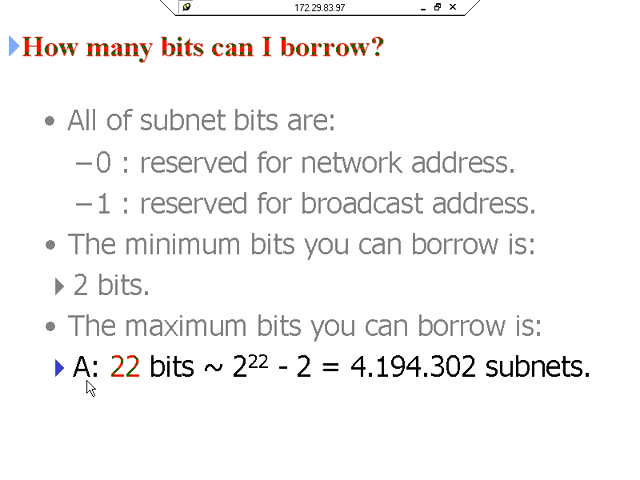 172.29.83.97
How many bits can I borrow?
• All of subnet bits are:
–0 : reserved for network address.
–1 : reserved for broadcast address.
• The minimum bits you can borrow is:
2 bits.
• The maximum bits you can borrow is:
A: 22 bits ~ 2²² - 2 = 4.194.302 subnets.